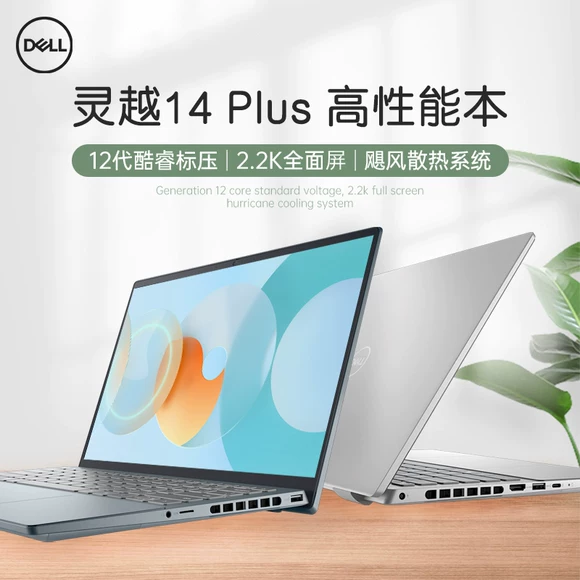 DELL
灵越14 Plus 高性能本
12代酷睿标压|2.2K全面屏|飓风散热系统
Generation 12 core standard voltage, 2.2k full screen
hurricane cooling system
DELL